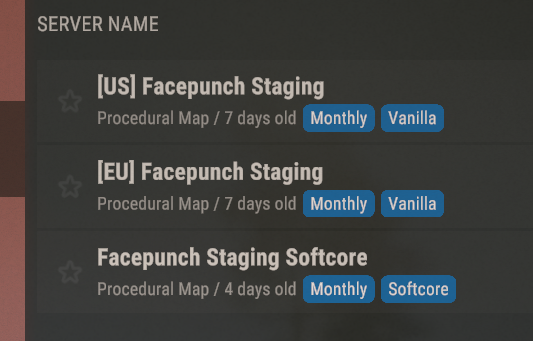 SERVER NAME
[US] Facepunch Staging
Procedural Map / 7 days old Monthly Vanilla
[EU] Facepunch Staging
Procedural Map / 7 days old Monthly Vanilla
Facepunch Staging Softcore
Procedural Map / 4 days old Monthly Softcore